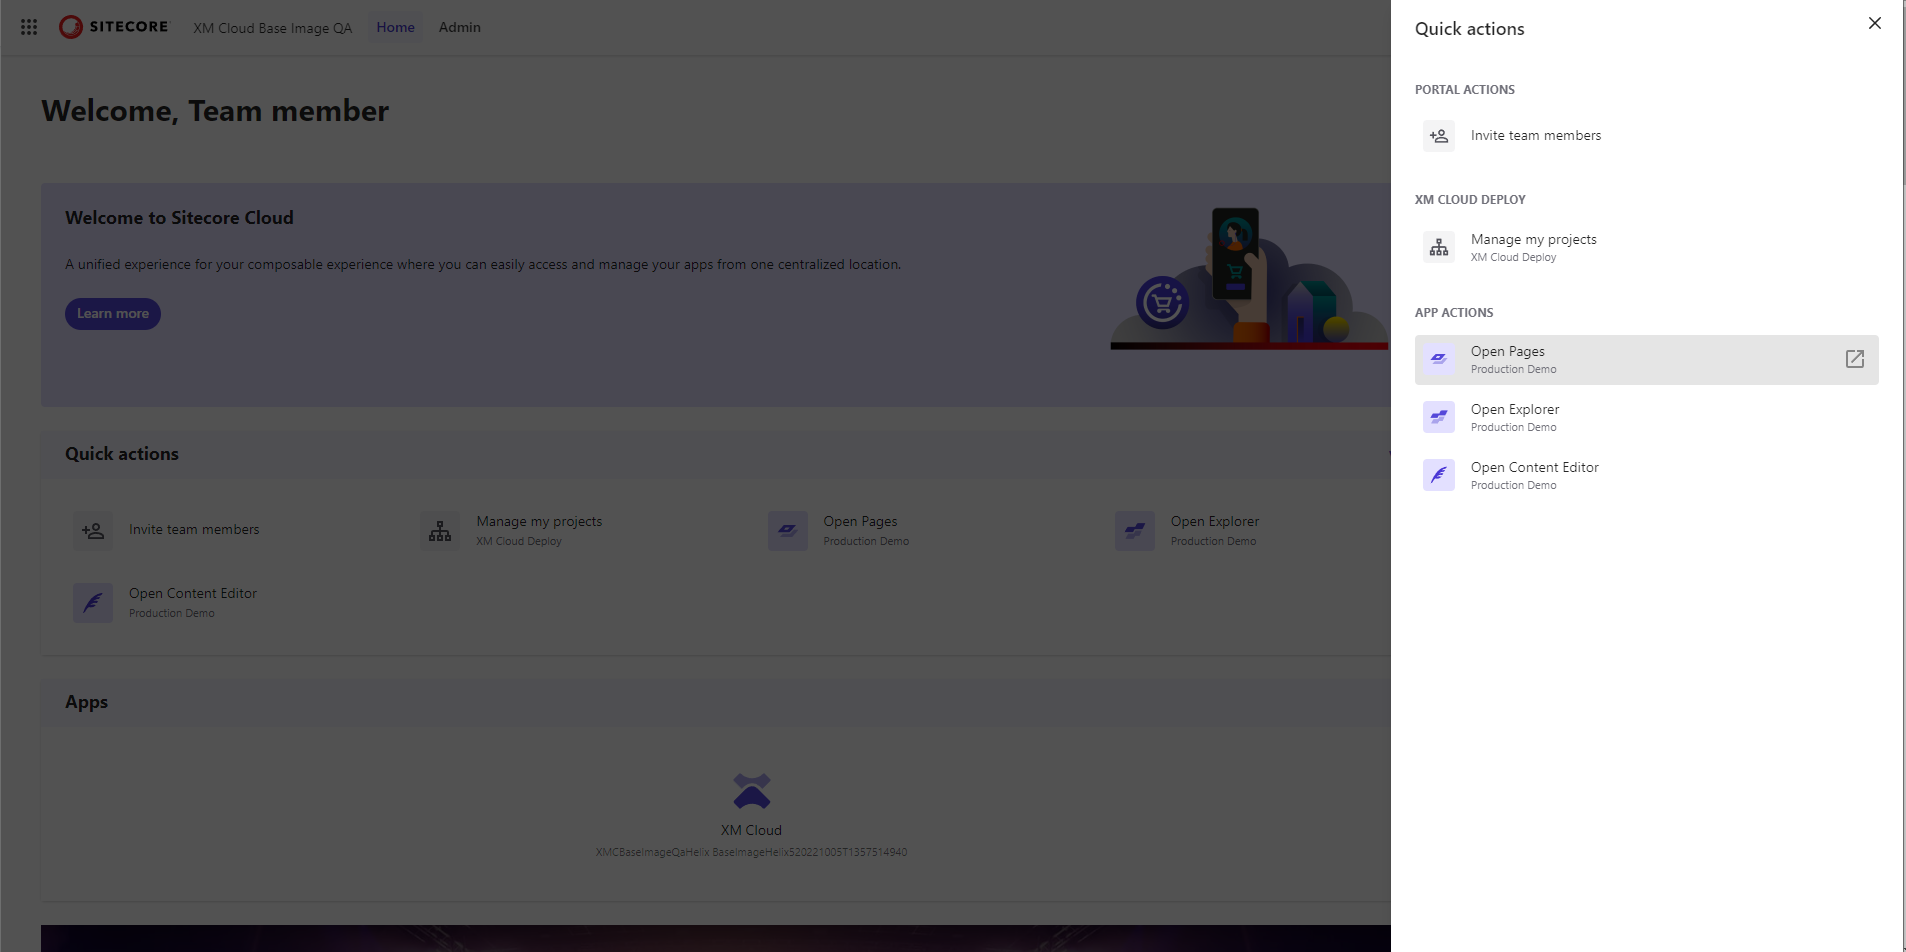 SITECORE
XM Cloud Base Image QA
Home
Admin
Welcome, Team member
Welcome to Sitecore Cloud
A unified experience for your composable experience where you can easily access and manage your apps from one centralized location.
Learn more
Quick actions
Invite team members
Manage my projects
XM Cloud Deploy
Open Pages
Production Demo
Open Explorer
Production Demo
Open Content Editor
Production Demo
Apps
XM Cloud
XMCBaseImageQaHelix BaseImageHelix520221005T1357514940
Quick actions
PORTAL ACTIONS
Invite team members
XM CLOUD DEPLOY
Manage my projects
XM Cloud Deploy
APP ACTIONS
Open Pages
Production Demo
Open Explorer
Production Demo
Open Content Editor
Production Demo